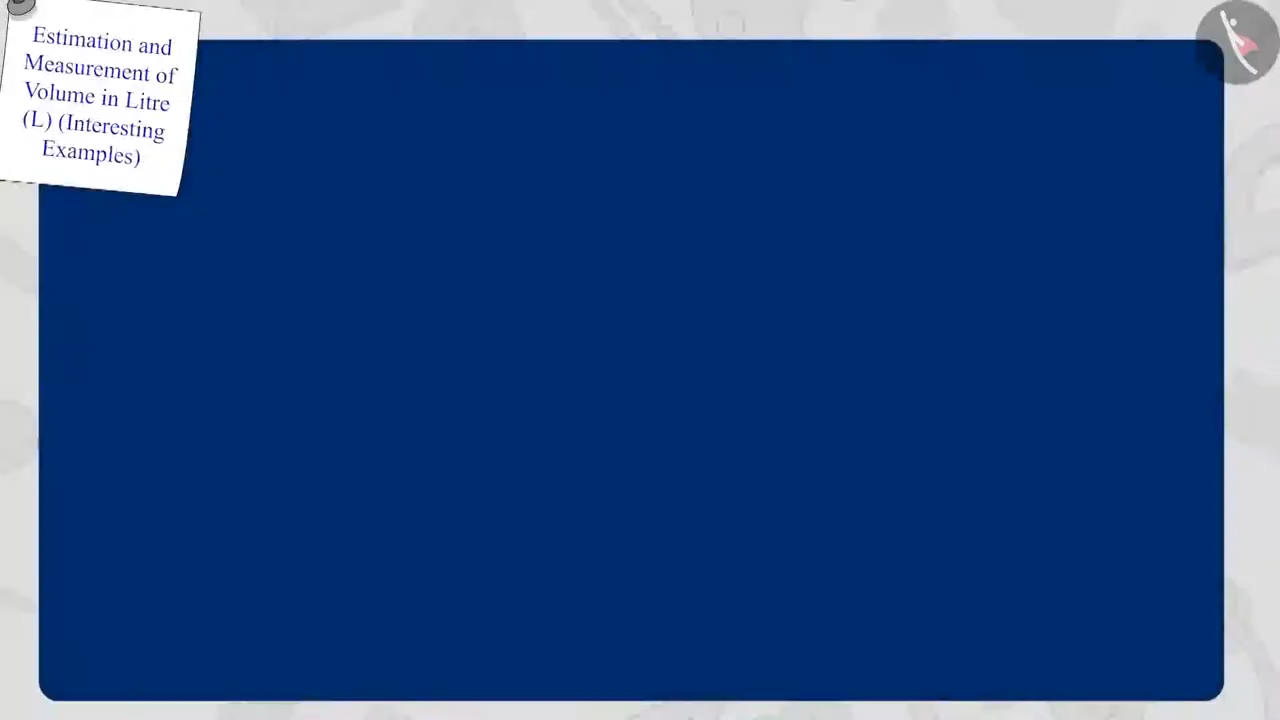 Estimation and
Measurement of
Volume in Litre
(L) (Interesting
Examples)